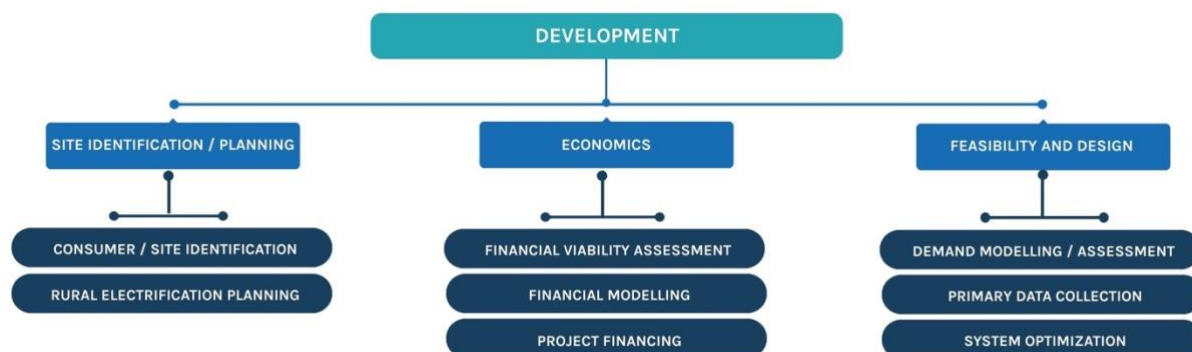 DEVELOPMENT
SITE IDENTIFICATION / PLANNING
ECONOMICS
FEASIBILITY AND DESIGN
CONSUMER / SITE IDENTIFICATION
RURAL ELECTRIFICATION PLANNING
FINANCIAL VIABILITY ASSESSMENT
FINANCIAL MODELLING
PROJECT FINANCING
DEMAND MODELLING / ASSESSMENT
PRIMARY DATA COLLECTION
SYSTEM OPTIMIZATION